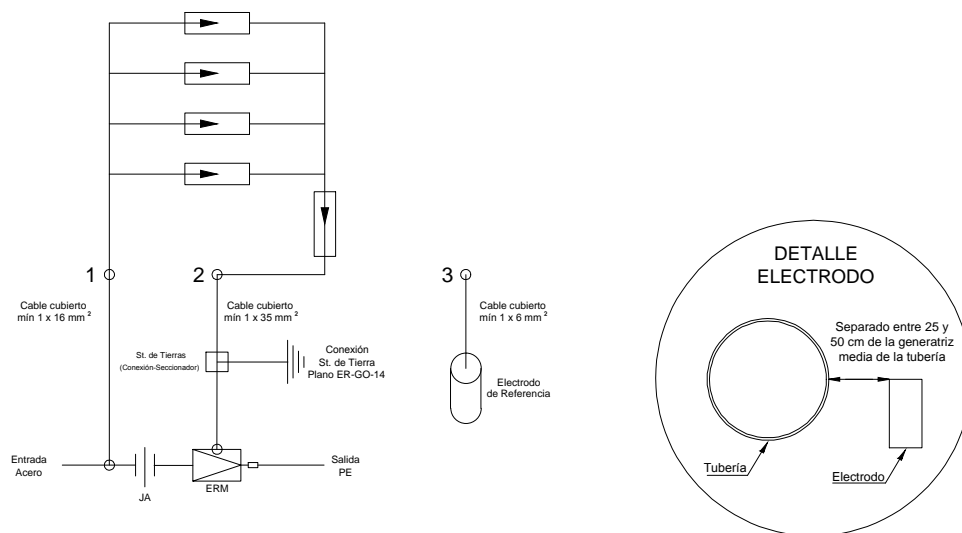 1
2
3
Cable cubierto
mín 1 x 16 mm ²
Cable cubierto
mín 1 x 35 mm ²
Cable cubierto
mín 1 x 6 mm ²
St. de Tierras
(Conexión-Seccionador)
Conexión
St. de Tierra
Plano ER-GO-14
Electrodo
de Referencia
Entrada
Acero
JA
ERM
Salida
PE
DETALLE
ELECTRODO
Separado entre 25 y
50 cm de la generatriz
media de la tubería
Tubería
Electrodo